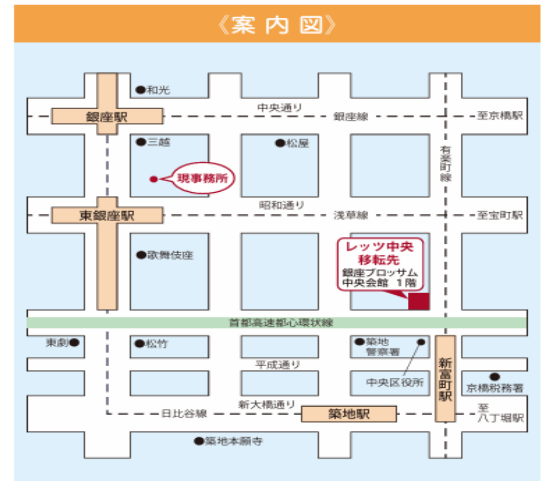 《案内図》
和光
中央通り
銀座駅
銀座線
至京橋駅
三越
松屋
有楽町線
現事務所
昭和通り
東銀座駅
浅草線
至宝町駅
歌舞伎座
レッツ中央
移転先
銀座ブロッサム
中央会館 1階
首都高速都心環状線
東劇
松竹
築地
警察署
平成通り
中央区役所
新富町駅
京橋税務署
新大橋通り
日比谷線
築地駅
至
八丁堀駅
築地本願寺